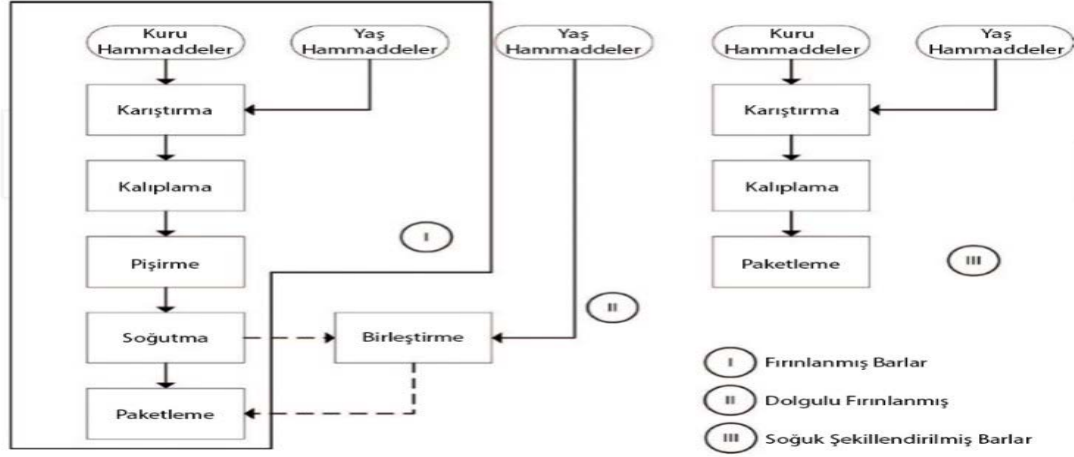 Kuru
Hammaddeler
Yaş
Hammaddeler
Yaş
Hammaddeler
Karıştırma
Kalıplama
Pişirme
Soğutma
Birleştirme
Paketleme
I
II
Kuru
Hammaddeler
Yaş
Hammaddeler
Karıştırma
Kalıplama
Paketleme
III
I Fırınlanmış Barlar
II Dolgulu Fırınlanmış
III Soğuk Şekillendirilmiş Barlar